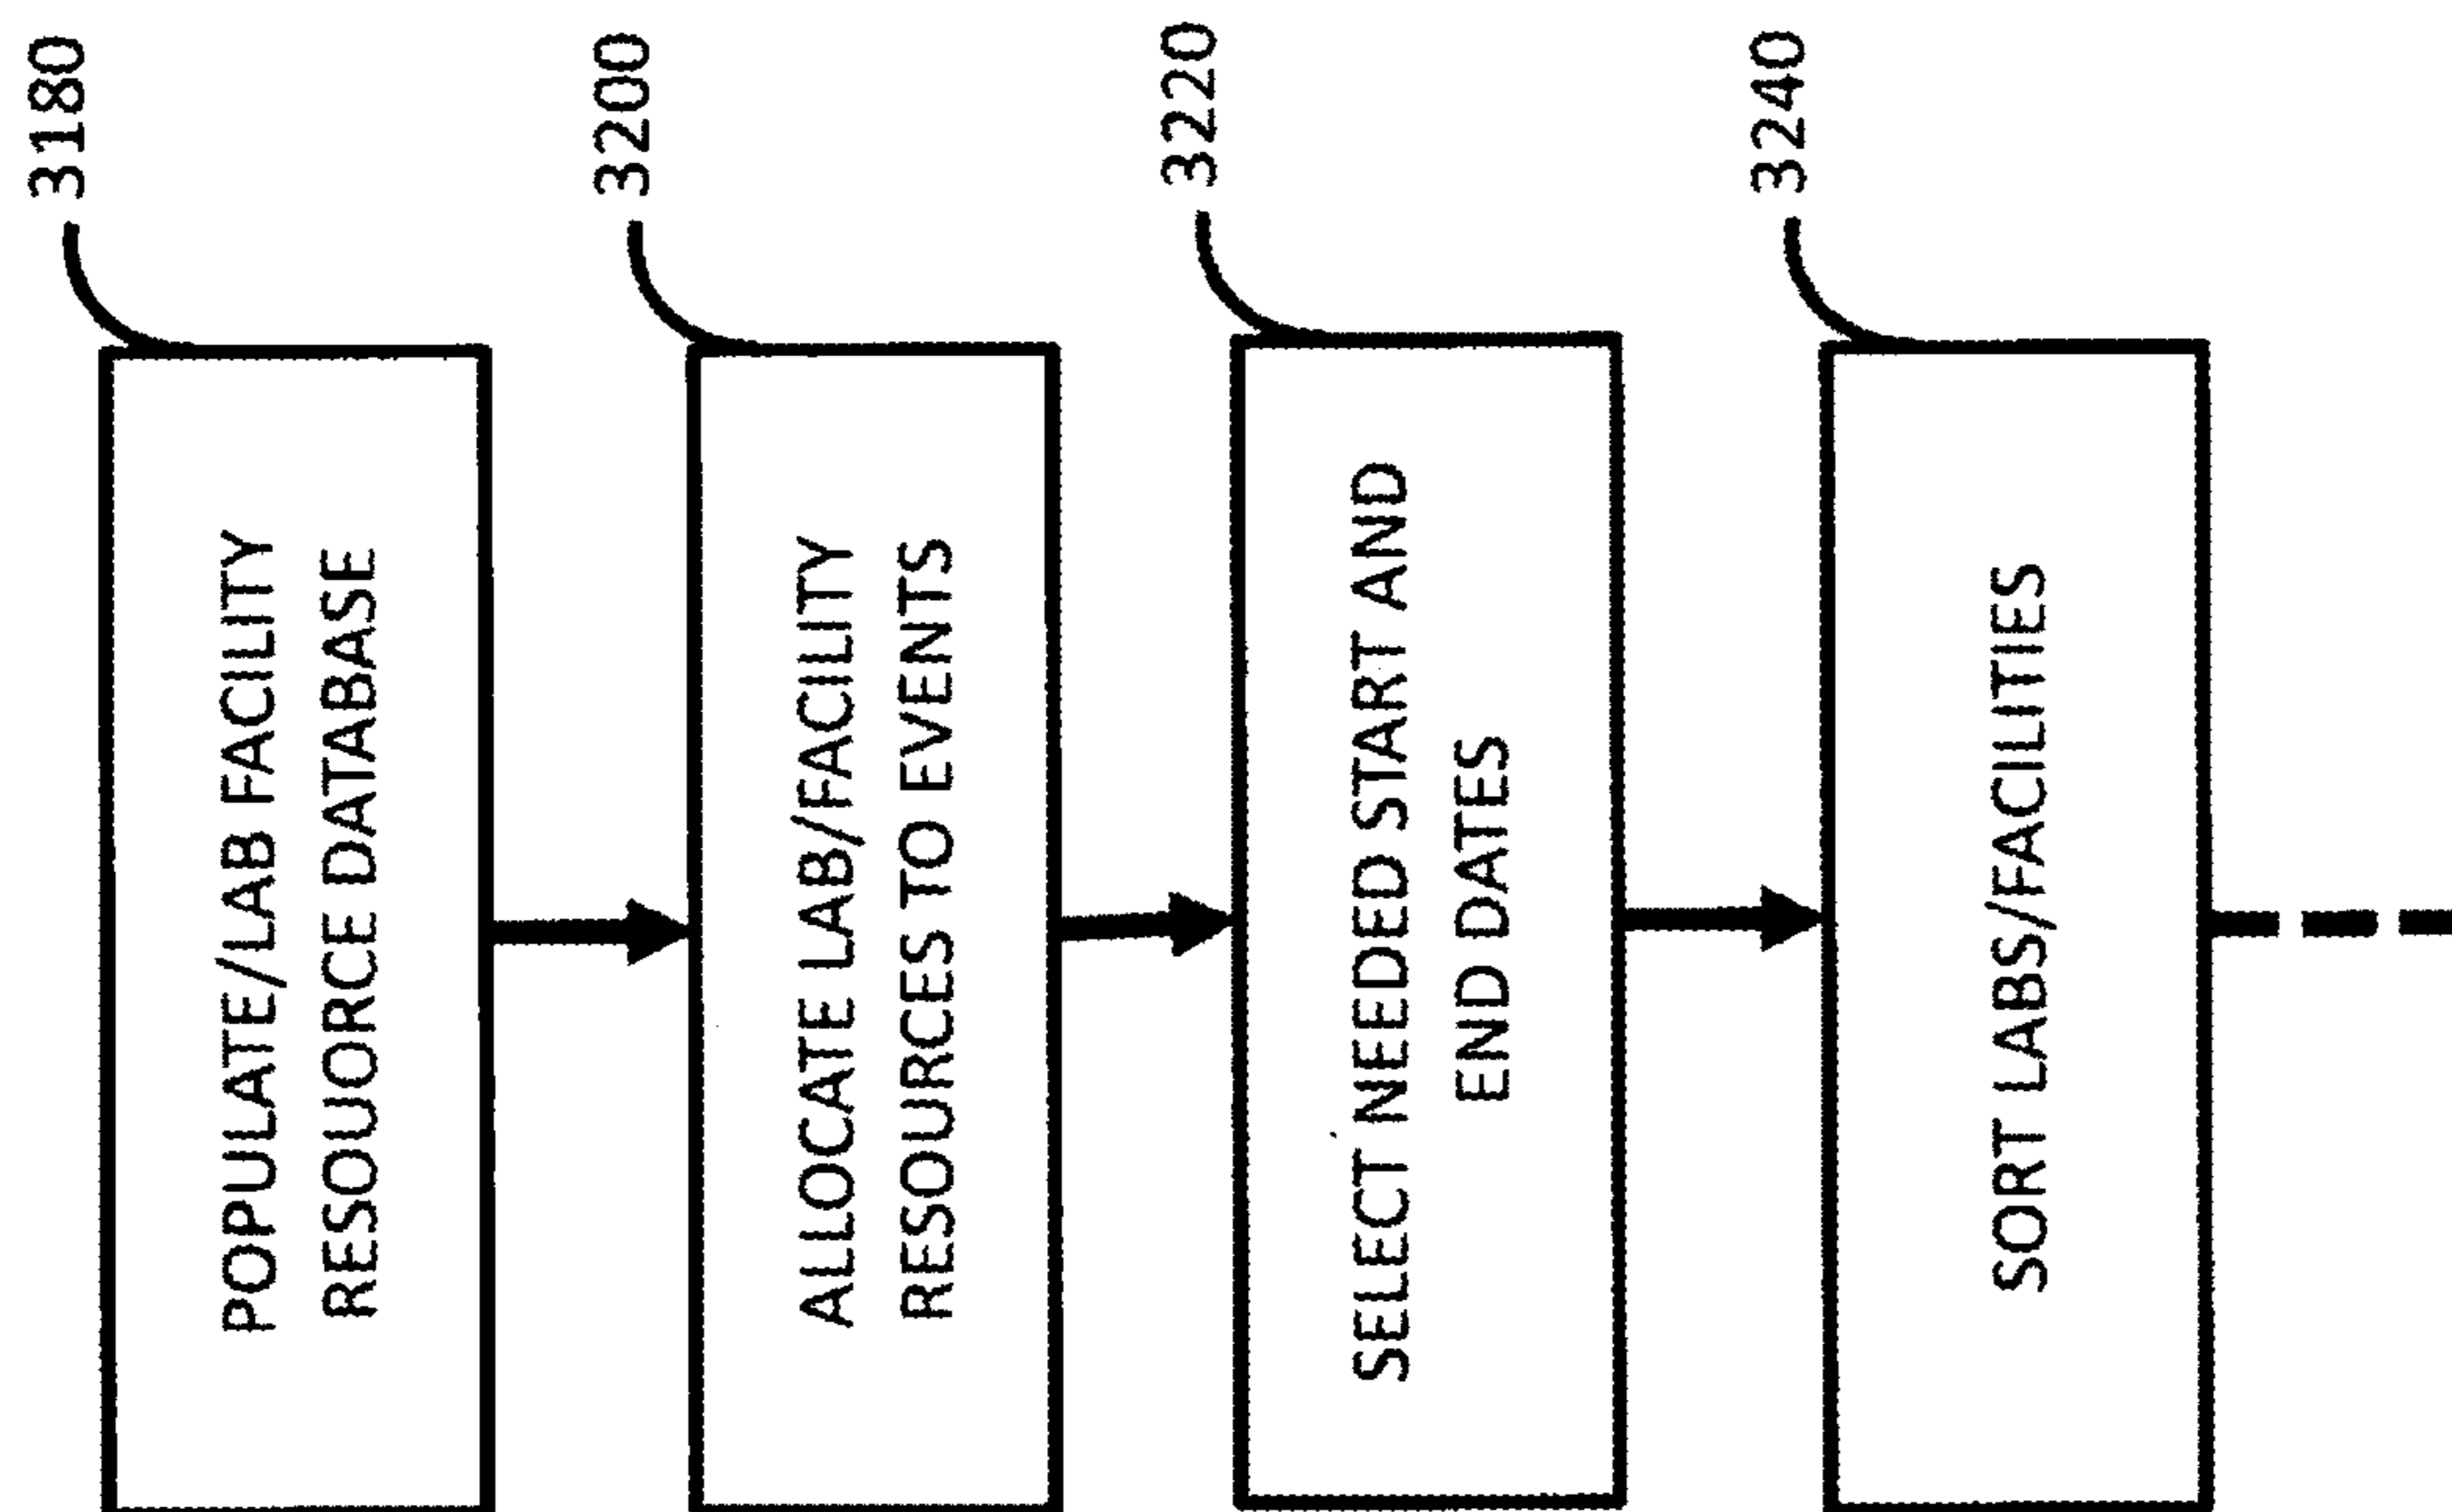 3180
POPULATE/LAB FACILITY
RESOUORCE DATABASE
3200
ALLOCATE LAB/FACILITY
RESOURCES TO EVENTS
3220
SELECT NEEDED START AND
END DATES
3240
SORT LABS/FACILITIES